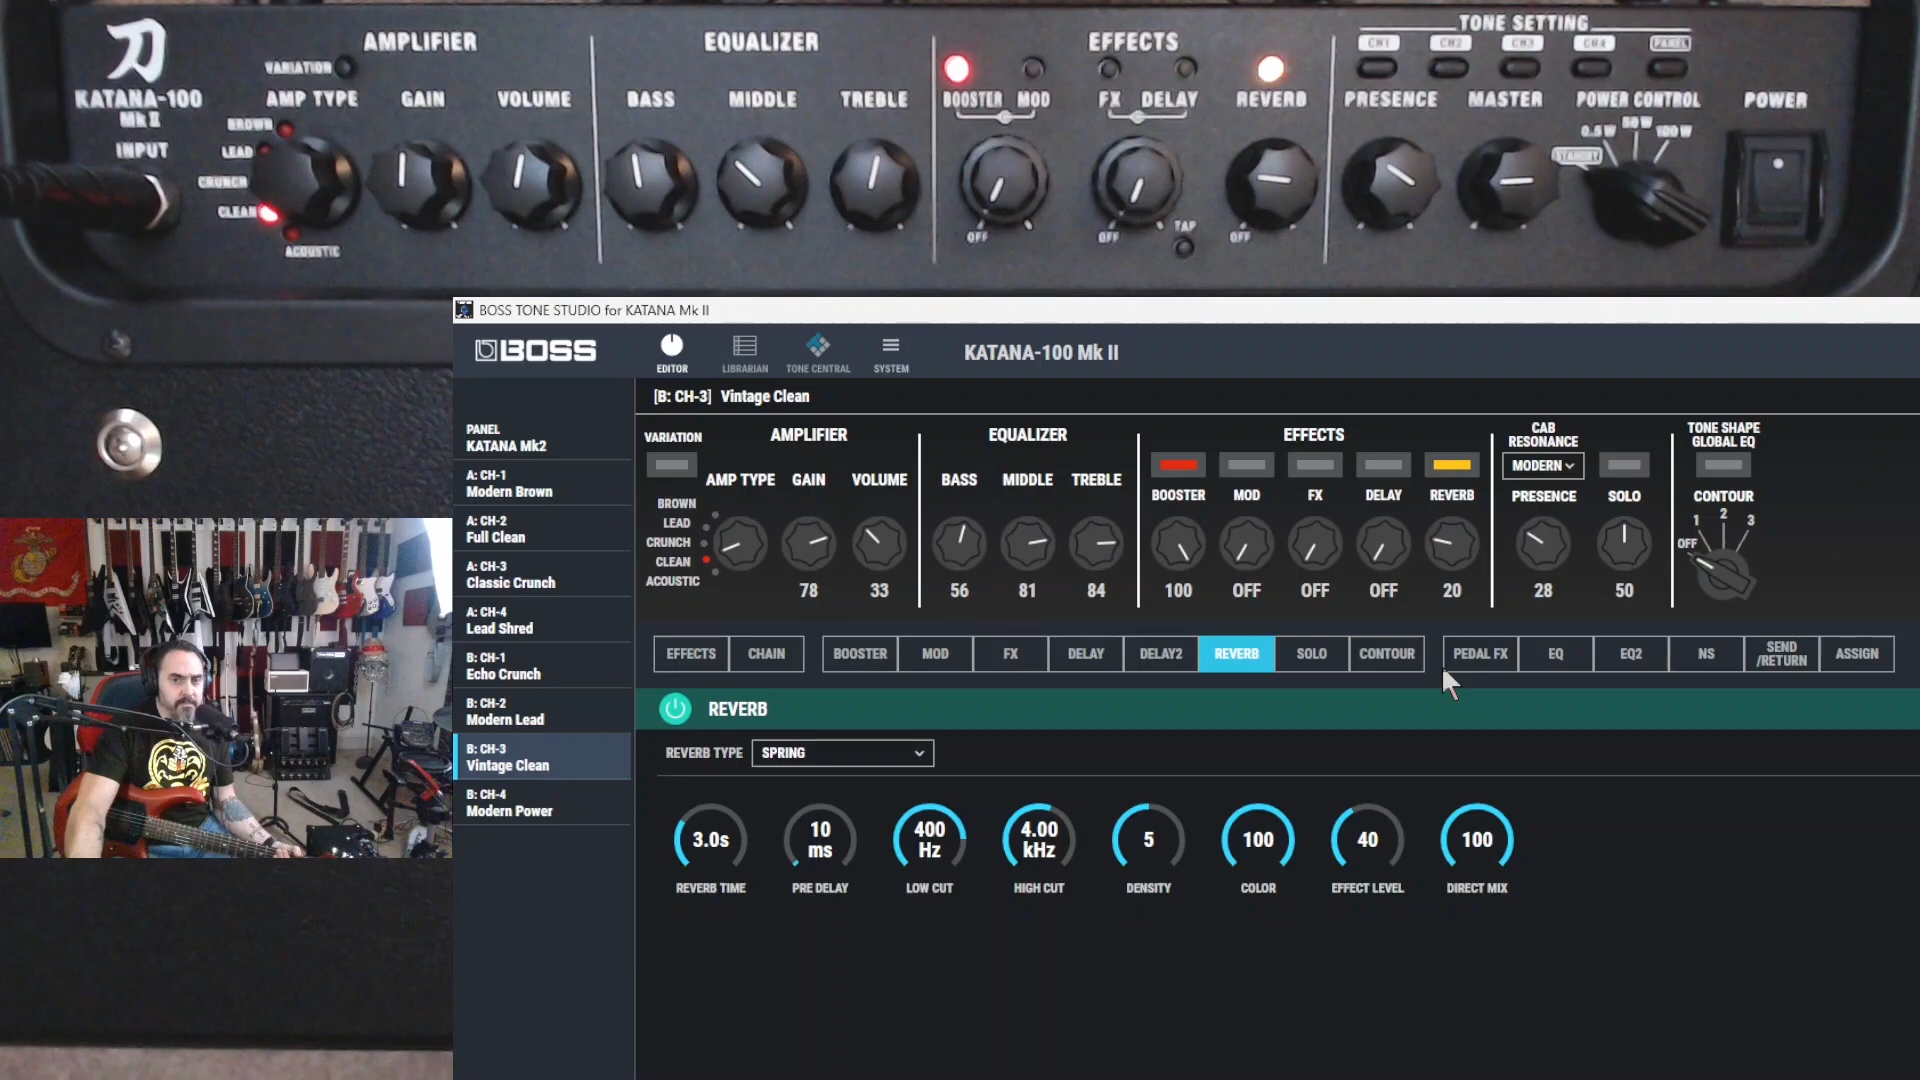 刀
KATANA-100
Mk II
INPUT
AMPLIFIER
VARIATION
AMP TYPE
GAIN
VOLUME
BROWN
LEAD
CRUNCH
CLEAN
ACOUSTIC
EQUALIZER
BASS
MIDDLE
TREBLE
EFFECTS
BOOSTER MOD
FX DELAY
REVERB
OFF
OFF
TAP
OFF
TONE SETTING
CH1
CH2
CH3
CH4
PANEL
PRESENCE
MASTER
POWER CONTROL
STANDBY
0.5W
50W
100W
POWER
BOSS TONE STUDIO for KATANA Mk II
BOSS
EDITOR
LIBRARIAN
TONE CENTRAL
SYSTEM
KATANA-100 Mk II
[B: CH-3] Vintage Clean
PANEL
KATANA Mk2
A: CH-1
Modern Brown
A: CH-2
Full Clean
A: CH-3
Classic Crunch
A: CH-4
Lead Shred
B: CH-1
Echo Crunch
B: CH-2
Modern Lead
B: CH-3
Vintage Clean
B: CH-4
Modern Power
VARIATION
AMPLIFIER
AMP TYPE
GAIN
VOLUME
BROWN
LEAD
CRUNCH
CLEAN
ACOUSTIC
78
33
EQUALIZER
BASS
MIDDLE
TREBLE
56
81
84
EFFECTS
BOOSTER
MOD
FX
DELAY
REVERB
100
OFF
OFF
OFF
20
CAB
RESONANCE
MODERN
PRESENCE
SOLO
28
50
TONE SHAPE
GLOBAL EQ
CONTOUR
OFF
1
2
3
EFFECTS
CHAIN
BOOSTER
MOD
FX
DELAY
DELAY2
REVERB
SOLO
CONTOUR
PEDAL FX
EQ
EQ2
NS
SEND
/RETURN
ASSIGN
REVERB
REVERB TYPE
SPRING
3.0s
10
ms
400
Hz
4.00
kHz
5
100
40
100
REVERB TIME
PRE DELAY
LOW CUT
HIGH CUT
DENSITY
COLOR
EFFECT LEVEL
DIRECT MIX